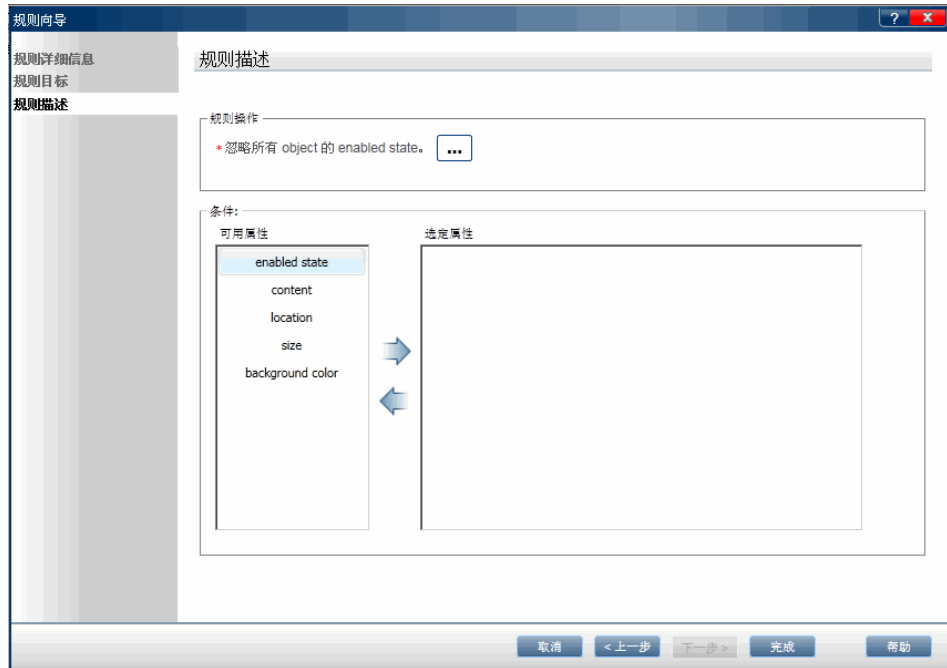 规则向导
?
X
规则详细信息
规则目标
规则描述
规则描述
规则操作
*忽略所有 object 的 enabled state。 ...
条件:
可用属性
选定属性
enabled state
content
location
size
background color
取消 <上一步 下一步> 完成 帮助